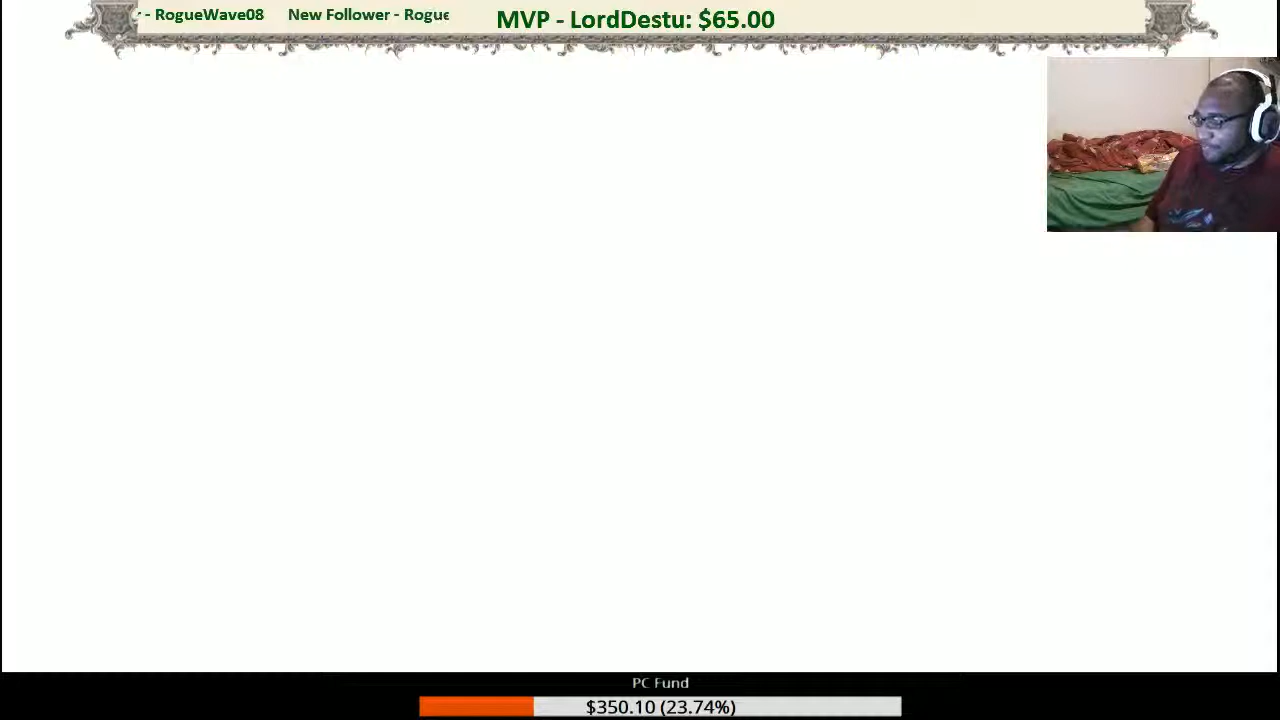 - RogueWave08 New Follower - Rogue
MVP - LordDestu: $65.00
PC Fund
$350.10 (23.74%)